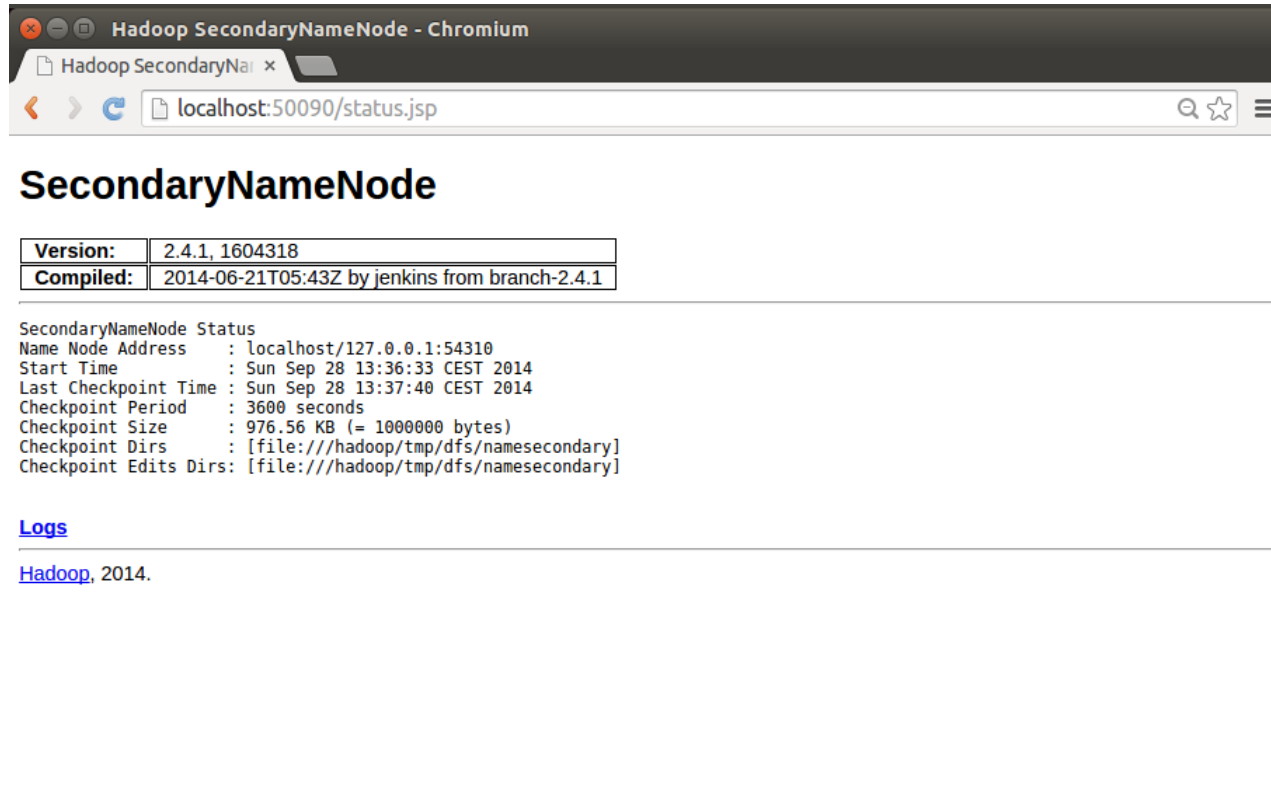 Hadoop SecondaryNameNode - Chromium
Hadoop SecondaryNa
localhost:50090/status.jsp
SecondaryNameNode
Version: 2.4.1, 1604318
Compiled: 2014-06-21T05:43Z by jenkins from branch-2.4.1
SecondaryNameNode Status
Name Node Address    : localhost/127.0.0.1:54310
Start Time           : Sun Sep 28 13:36:33 CEST 2014
Last Checkpoint Time : Sun Sep 28 13:37:40 CEST 2014
Checkpoint Period    : 3600 seconds
Checkpoint Size      : 976.56 KB (= 1000000 bytes)
Checkpoint Dirs      : [file:///hadoop/tmp/dfs/namesecondary]
Checkpoint Edits Dirs: [file:///hadoop/tmp/dfs/namesecondary]
Logs
Hadoop, 2014.